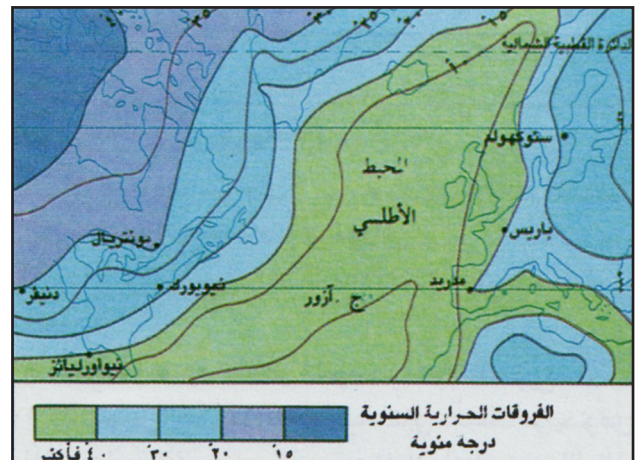 الدائرة القطبية الشمالية
ستوكهولم
المحيط
الأطلسي
باريس
مونتريال
مدريد
نيويورك
دنيفر
ج. آزور
نيواورليانز
الفروقات الحرارية السنوية
درجة مئوية
١٥ ٢٠ ٣٠ ٤٠ فأكثر